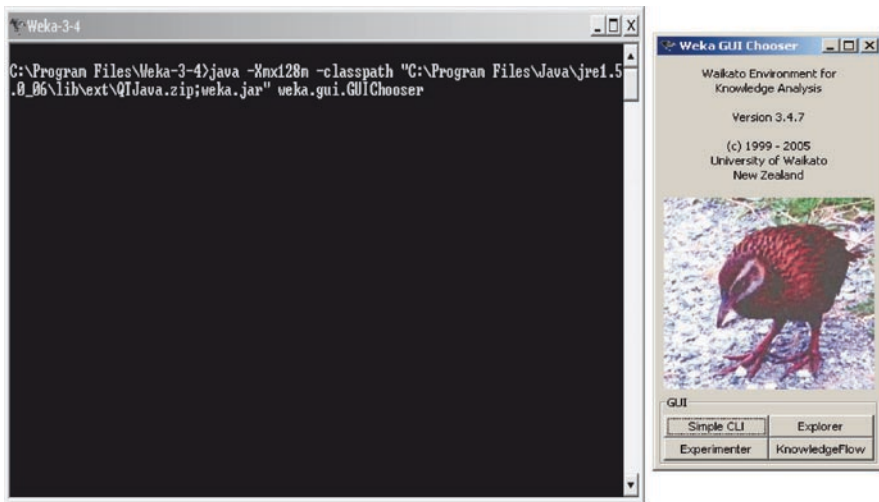 Weka-3-4
C:\Program Files\Weka-3-4>java -Xmx128m -classpath "C:\Program Files\Java\jre1.5
.0_06\lib\ext\QTJava.zip;weka.jar" weka.gui.GUIChooser
Weka GUI Chooser
Waikato Environment for
Knowledge Analysis
Version 3.4.7
(c) 1999 - 2005
University of Waikato
New Zealand
GUI
Simple CLI
Explorer
Experimenter
KnowledgeFlow